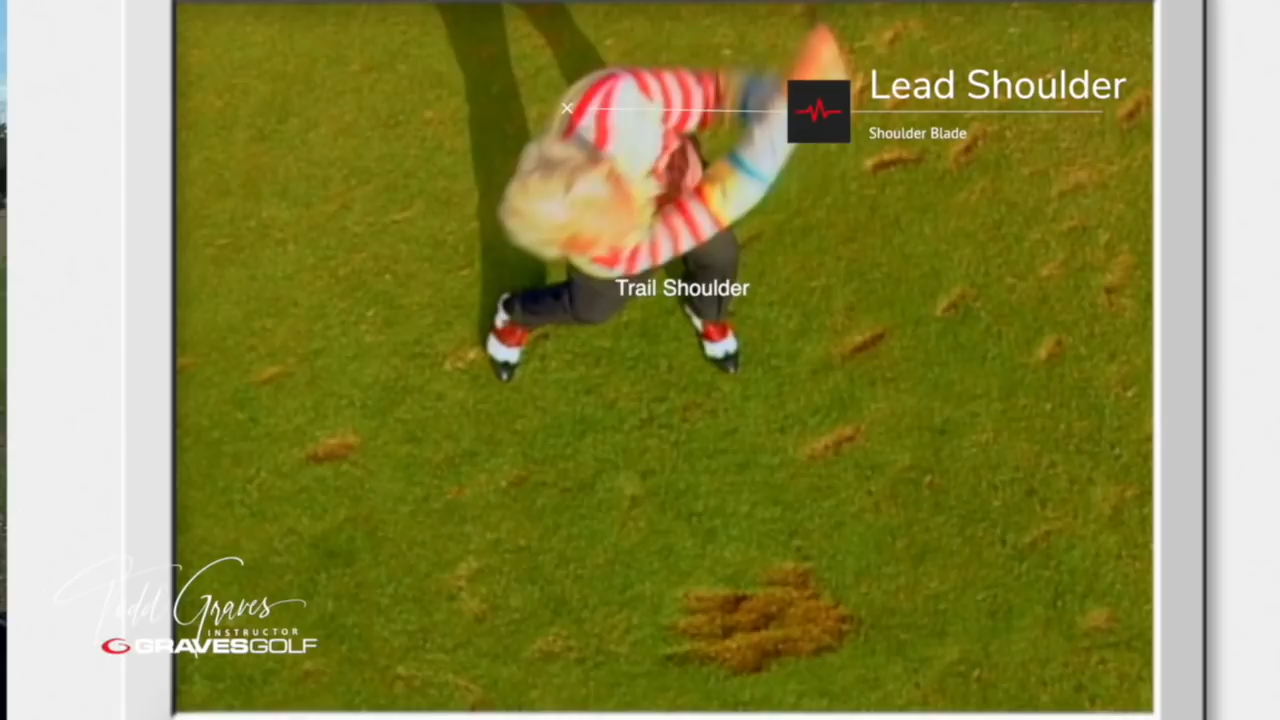 Lead Shoulder
Shoulder Blade
Trail Shoulder
Todd Graves
INSTRUCTOR
GRAVESGOLF